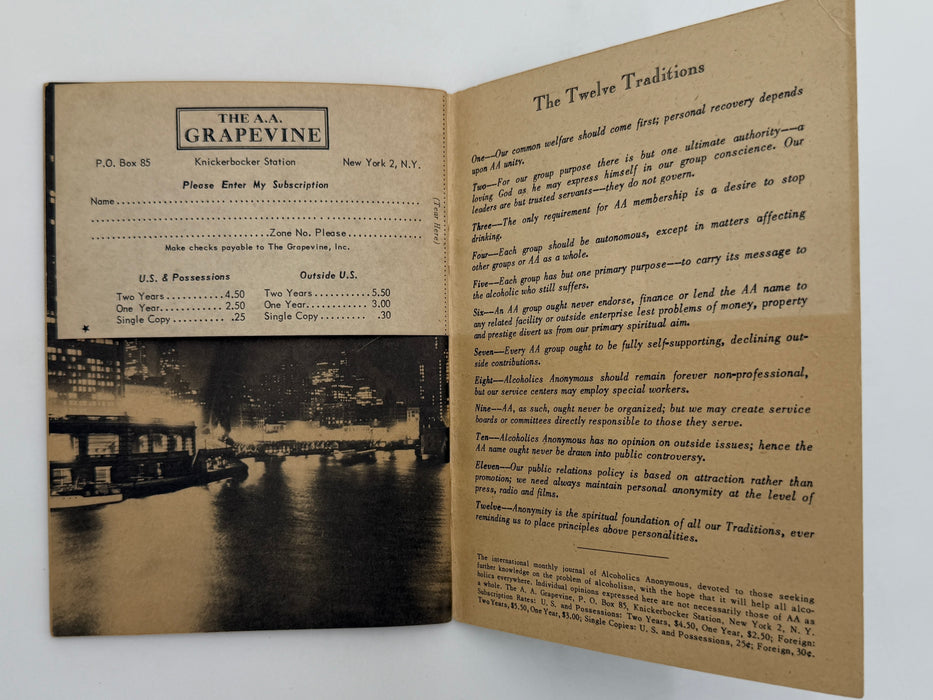 THE A.A.
GRAPEVINE
P.O. Box 85 Knickerbocker Station New York 2, N.Y.
Please Enter My Subscription
Name
Zone No. Please
Make checks payable to The Grapevine, Inc.
(Tear Here)
U.S. & Possessions
Two Years...........4.50
One Year............2.50
Single Copy..........25
Outside U.S.
Two Years...........5.50
One Year............3.00
Single Copy..........30
The Twelve Traditions
One—Our common welfare should come first; personal recovery depends
upon AA unity.
Two—For our group purpose there is but one ultimate authority—a
loving God as he may express himself in our group conscience. Our
leaders are but trusted servants—they do not govern.
Three—The only requirement for AA membership is a desire to stop
drinking.
Four—Each group should be autonomous, except in matters affecting
other groups or AA as a whole.
Five—Each group has but one primary purpose—to carry its message to
the alcoholic who still suffers.
Six—An AA group ought never endorse, finance or lend the AA name to
any related facility or outside enterprise lest problems of money, property
and prestige divert us from our primary spiritual aim.
Seven—Every AA group ought to be fully self-supporting, declining out-
side contributions.
Eight—Alcoholics Anonymous should remain forever non-professional,
but our service centers may employ special workers.
Nine—AA, as such, ought never be organized; but we may create service
boards or committees directly responsible to those they serve.
Ten—Alcoholics Anonymous has no opinion on outside issues; hence the
AA name ought never be drawn into public controversy.
Eleven—Our public relations policy is based on attraction rather than
promotion; we need always maintain personal anonymity at the level of
press, radio and films.
Twelve—Anonymity is the spiritual foundation of all our Traditions, ever
reminding us to place principles above personalities.
The international monthly journal of Alcoholics Anonymous, devoted to those seeking
further knowledge on the problem of alcoholism, with the hope that it will help all alco-
holics everywhere. Individual opinions expressed here are not necessarily those of AA as
a whole. The A. A. Grapevine, P. O. Box 85, Knickerbocker Station, New York 2, N. Y.
Subscription Rates: U. S. and Possessions: Two Years, $4.50, One Year, $2.50; Foreign:
Two Years, $5.50, One Year, $3.00; Single Copies: U. S. and Possessions, 25¢; Foreign, 30¢.